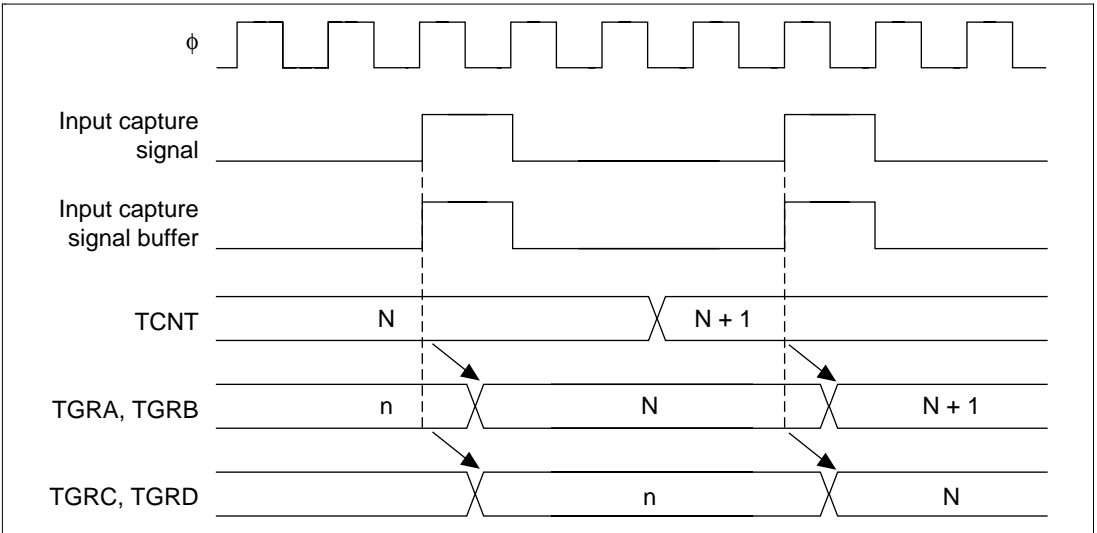 ϕ
Input capture
signal
Input capture
signal buffer
TCNT
N
N + 1
TGRA, TGRB
n
N
N + 1
TGRC, TGRD
n
N